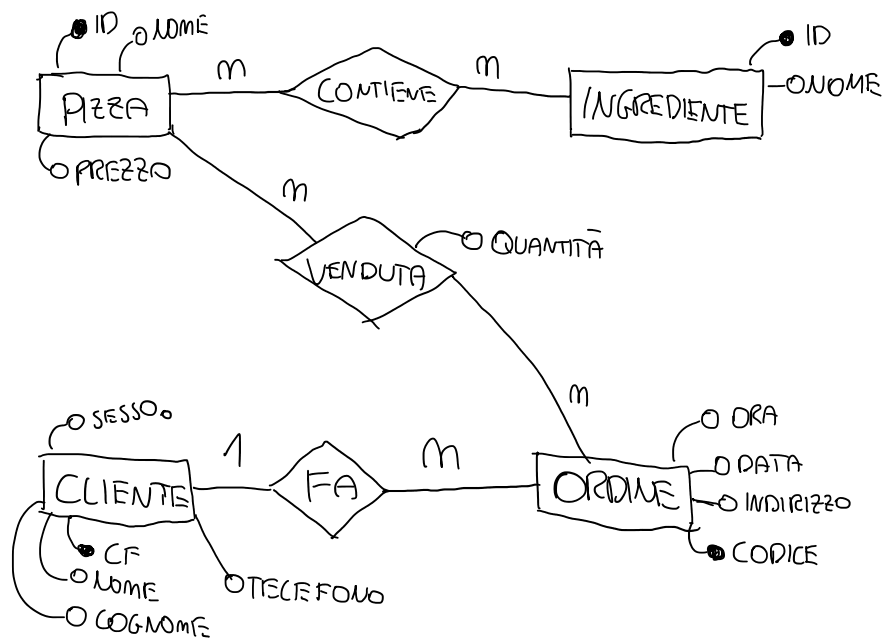 ID
NOME
PIZZA
PREZZO
n
CONTIENE
n
INGREDIENTE
ID
NOME
n
VENDUTA
QUANTITÀ
n
SESSO
CLIENTE
CF
NOME
COGNOME
TELEFONO
1
FA
n
ORDINE
ORA
DATA
INDIRIZZO
CODICE